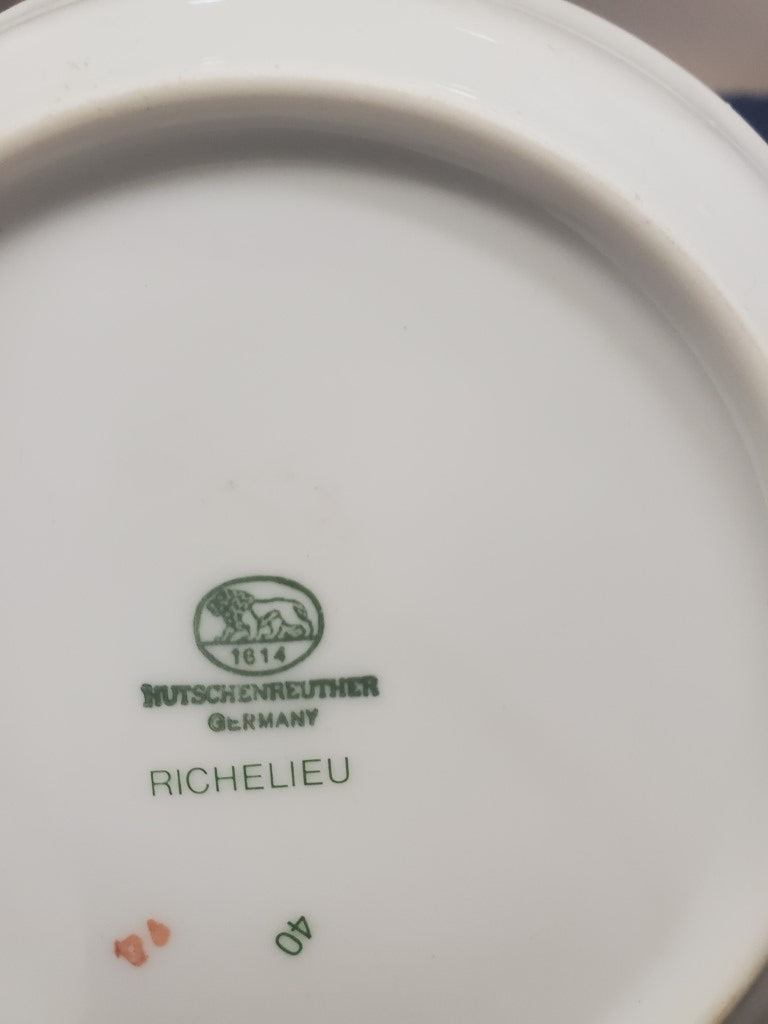 1814
HUTSCHENREUTHER
GERMANY
RICHELIEU
40